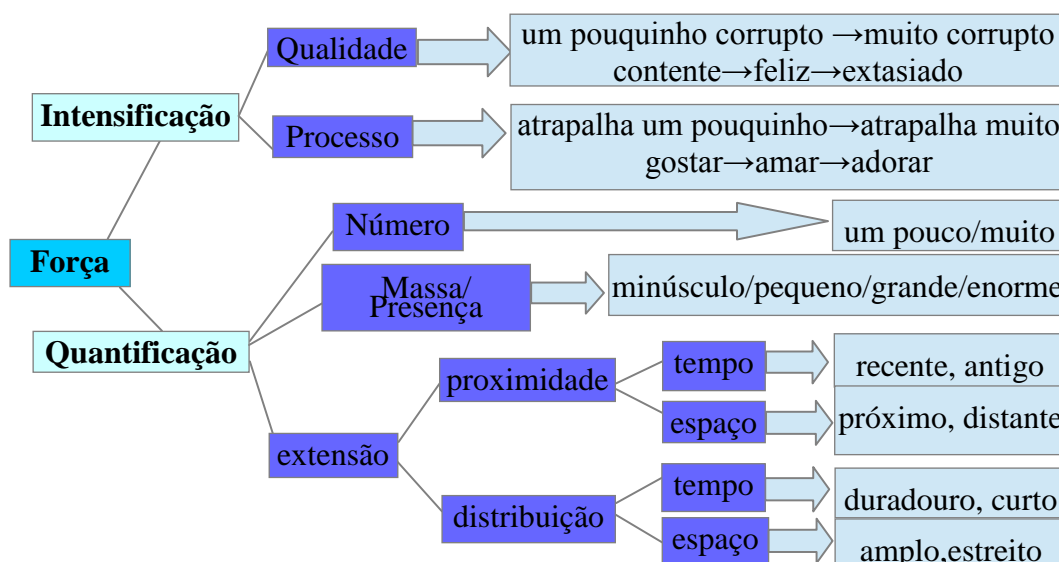 Qualidade
um pouquinho corrupto →muito corrupto
contente→feliz→extasiado
Intensificação
Processo
atrapalha um pouquinho→atrapalha muito
gostar→amar→adorar
Número
um pouco/muito
Força
Massa/
Presença
minúsculo/pequeno/grande/enorme
Quantificação
proximidade
tempo
recente, antigo
espaço
próximo, distante
extensão
distribuição
tempo
duradouro, curto
espaço
amplo,estreito